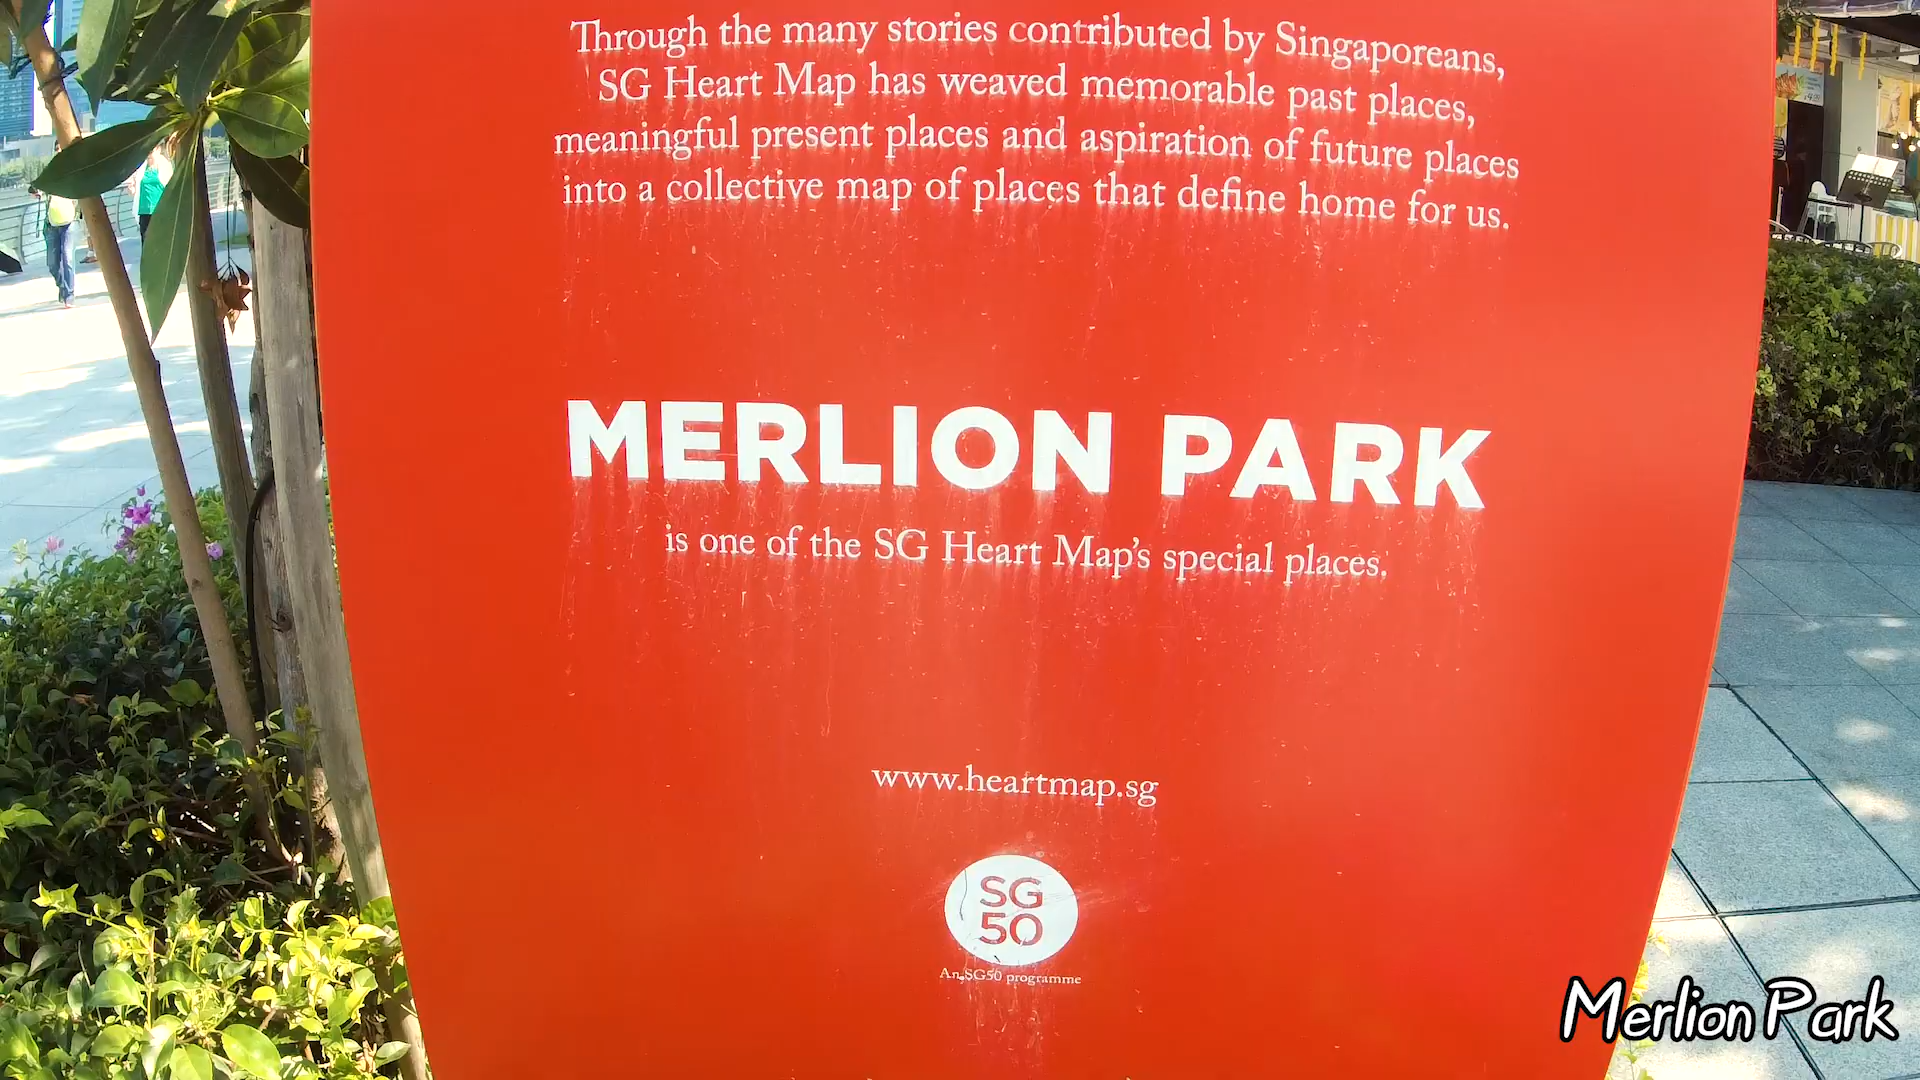 Through the many stories contributed by Singaporeans,
SG Heart Map has weaved memorable past places,
meaningful present places and aspiration of future places
into a collective map of places that define home for us.
MERLION PARK
is one of the SG Heart Map's special places.
www.heartmap.sg
SG
50
An SG50 programme
Merlion Park